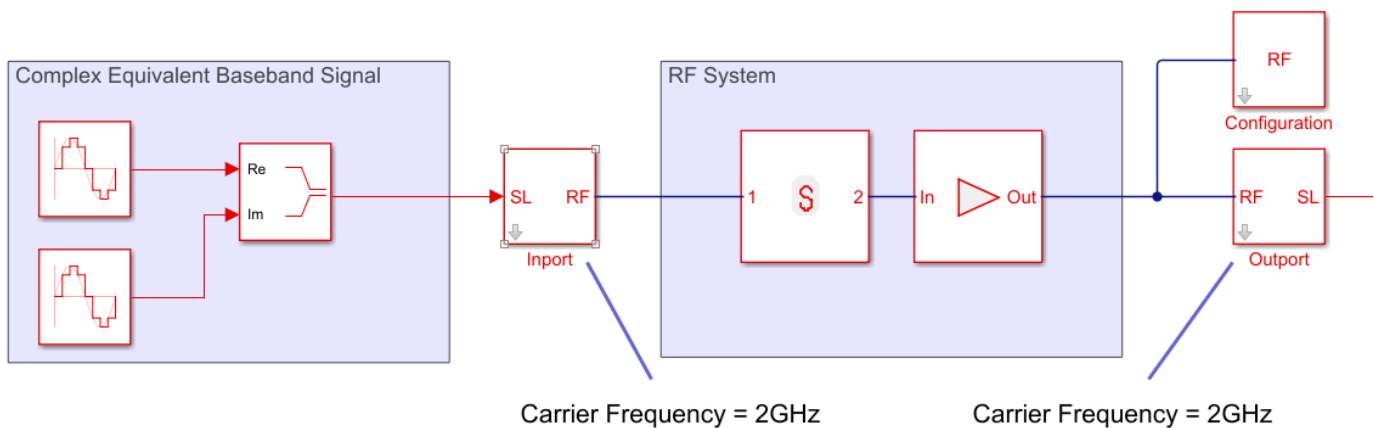 Complex Equivalent Baseband Signal
RF System
RF
Configuration
Re
Im
SL
RF
Inport
1
S
2
In
Out
RF
SL
Outport
Carrier Frequency = 2GHz
Carrier Frequency = 2GHz